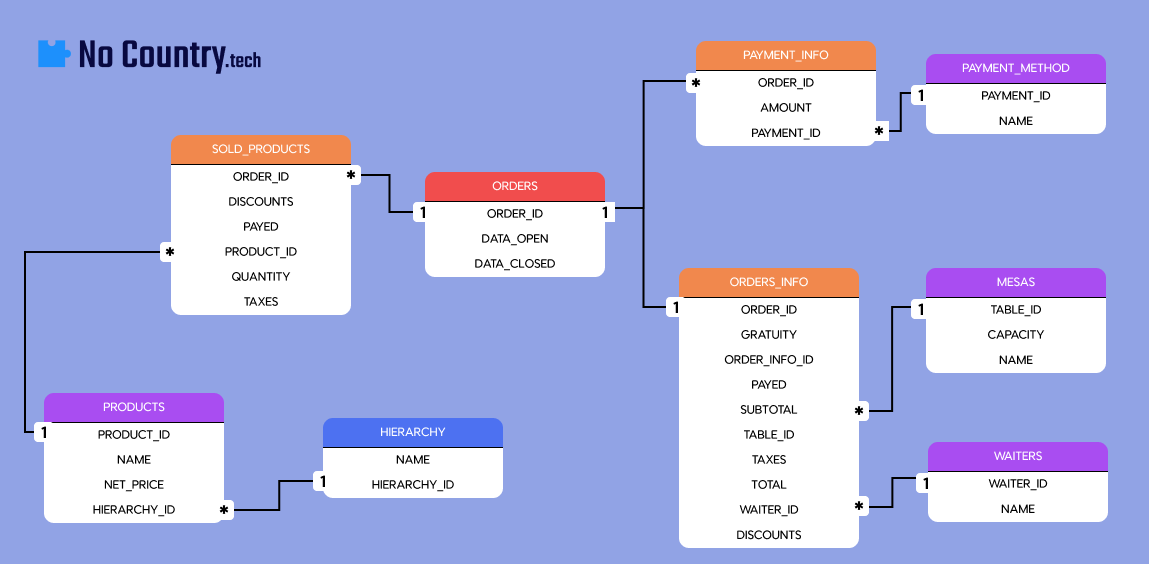 No Country.tech
PAYMENT_INFO
ORDER_ID
AMOUNT
PAYMENT_ID
*
*
PAYMENT_METHOD
PAYMENT_ID
NAME
1
SOLD_PRODUCTS
ORDER_ID
DISCOUNTS
PAYED
PRODUCT_ID
QUANTITY
TAXES
*
*
ORDERS
ORDER_ID
DATA_OPEN
DATA_CLOSED
1
1
ORDERS_INFO
ORDER_ID
GRATUITY
ORDER_INFO_ID
PAYED
SUBTOTAL
TABLE_ID
TAXES
TOTAL
WAITER_ID
DISCOUNTS
1
*
*
MESAS
TABLE_ID
CAPACITY
NAME
1
PRODUCTS
PRODUCT_ID
NAME
NET_PRICE
HIERARCHY_ID
1
*
HIERARCHY
NAME
HIERARCHY_ID
1
WAITERS
WAITER_ID
NAME
1